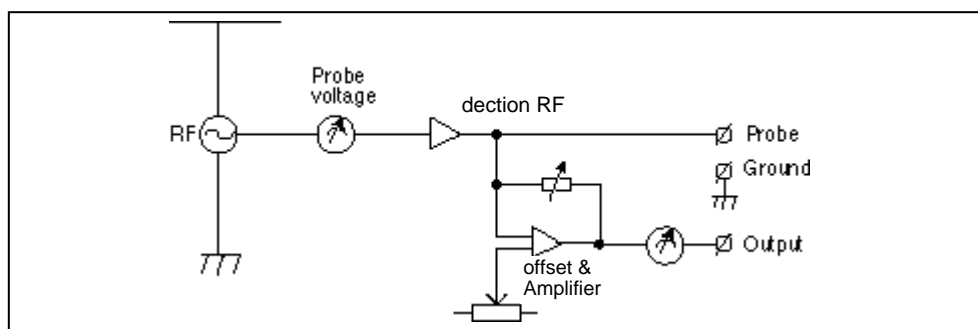 Probe
voltage
dection RF
RF
Probe
Ground
Output
offset &
Amplifier